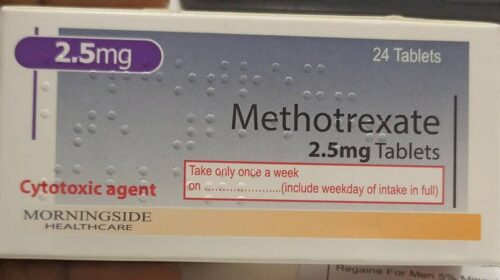 2.5mg
24 Tablets
Methotrexate
2.5mg Tablets
Take only once a week
on ......................(include weekday of intake in full)
Cytotoxic agent
MORNINGSIDE
HEALTHCARE
Regaine For Men 5%